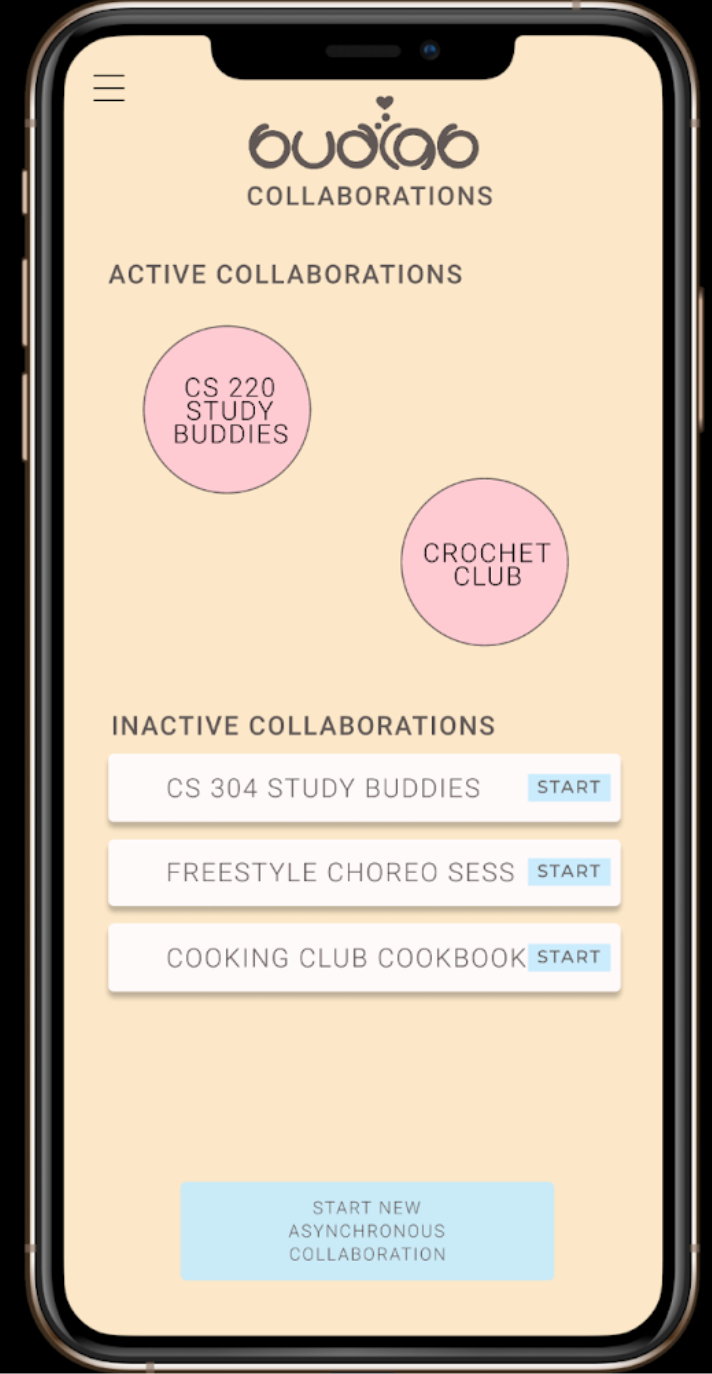 budlab
COLLABORATIONS
ACTIVE COLLABORATIONS
CS 220
STUDY
BUDDIES
CROCHET
CLUB
INACTIVE COLLABORATIONS
CS 304 STUDY BUDDIES START
FREESTYLE CHOREO SESS START
COOKING CLUB COOKBOOK START
START NEW
ASYNCHRONOUS
COLLABORATION